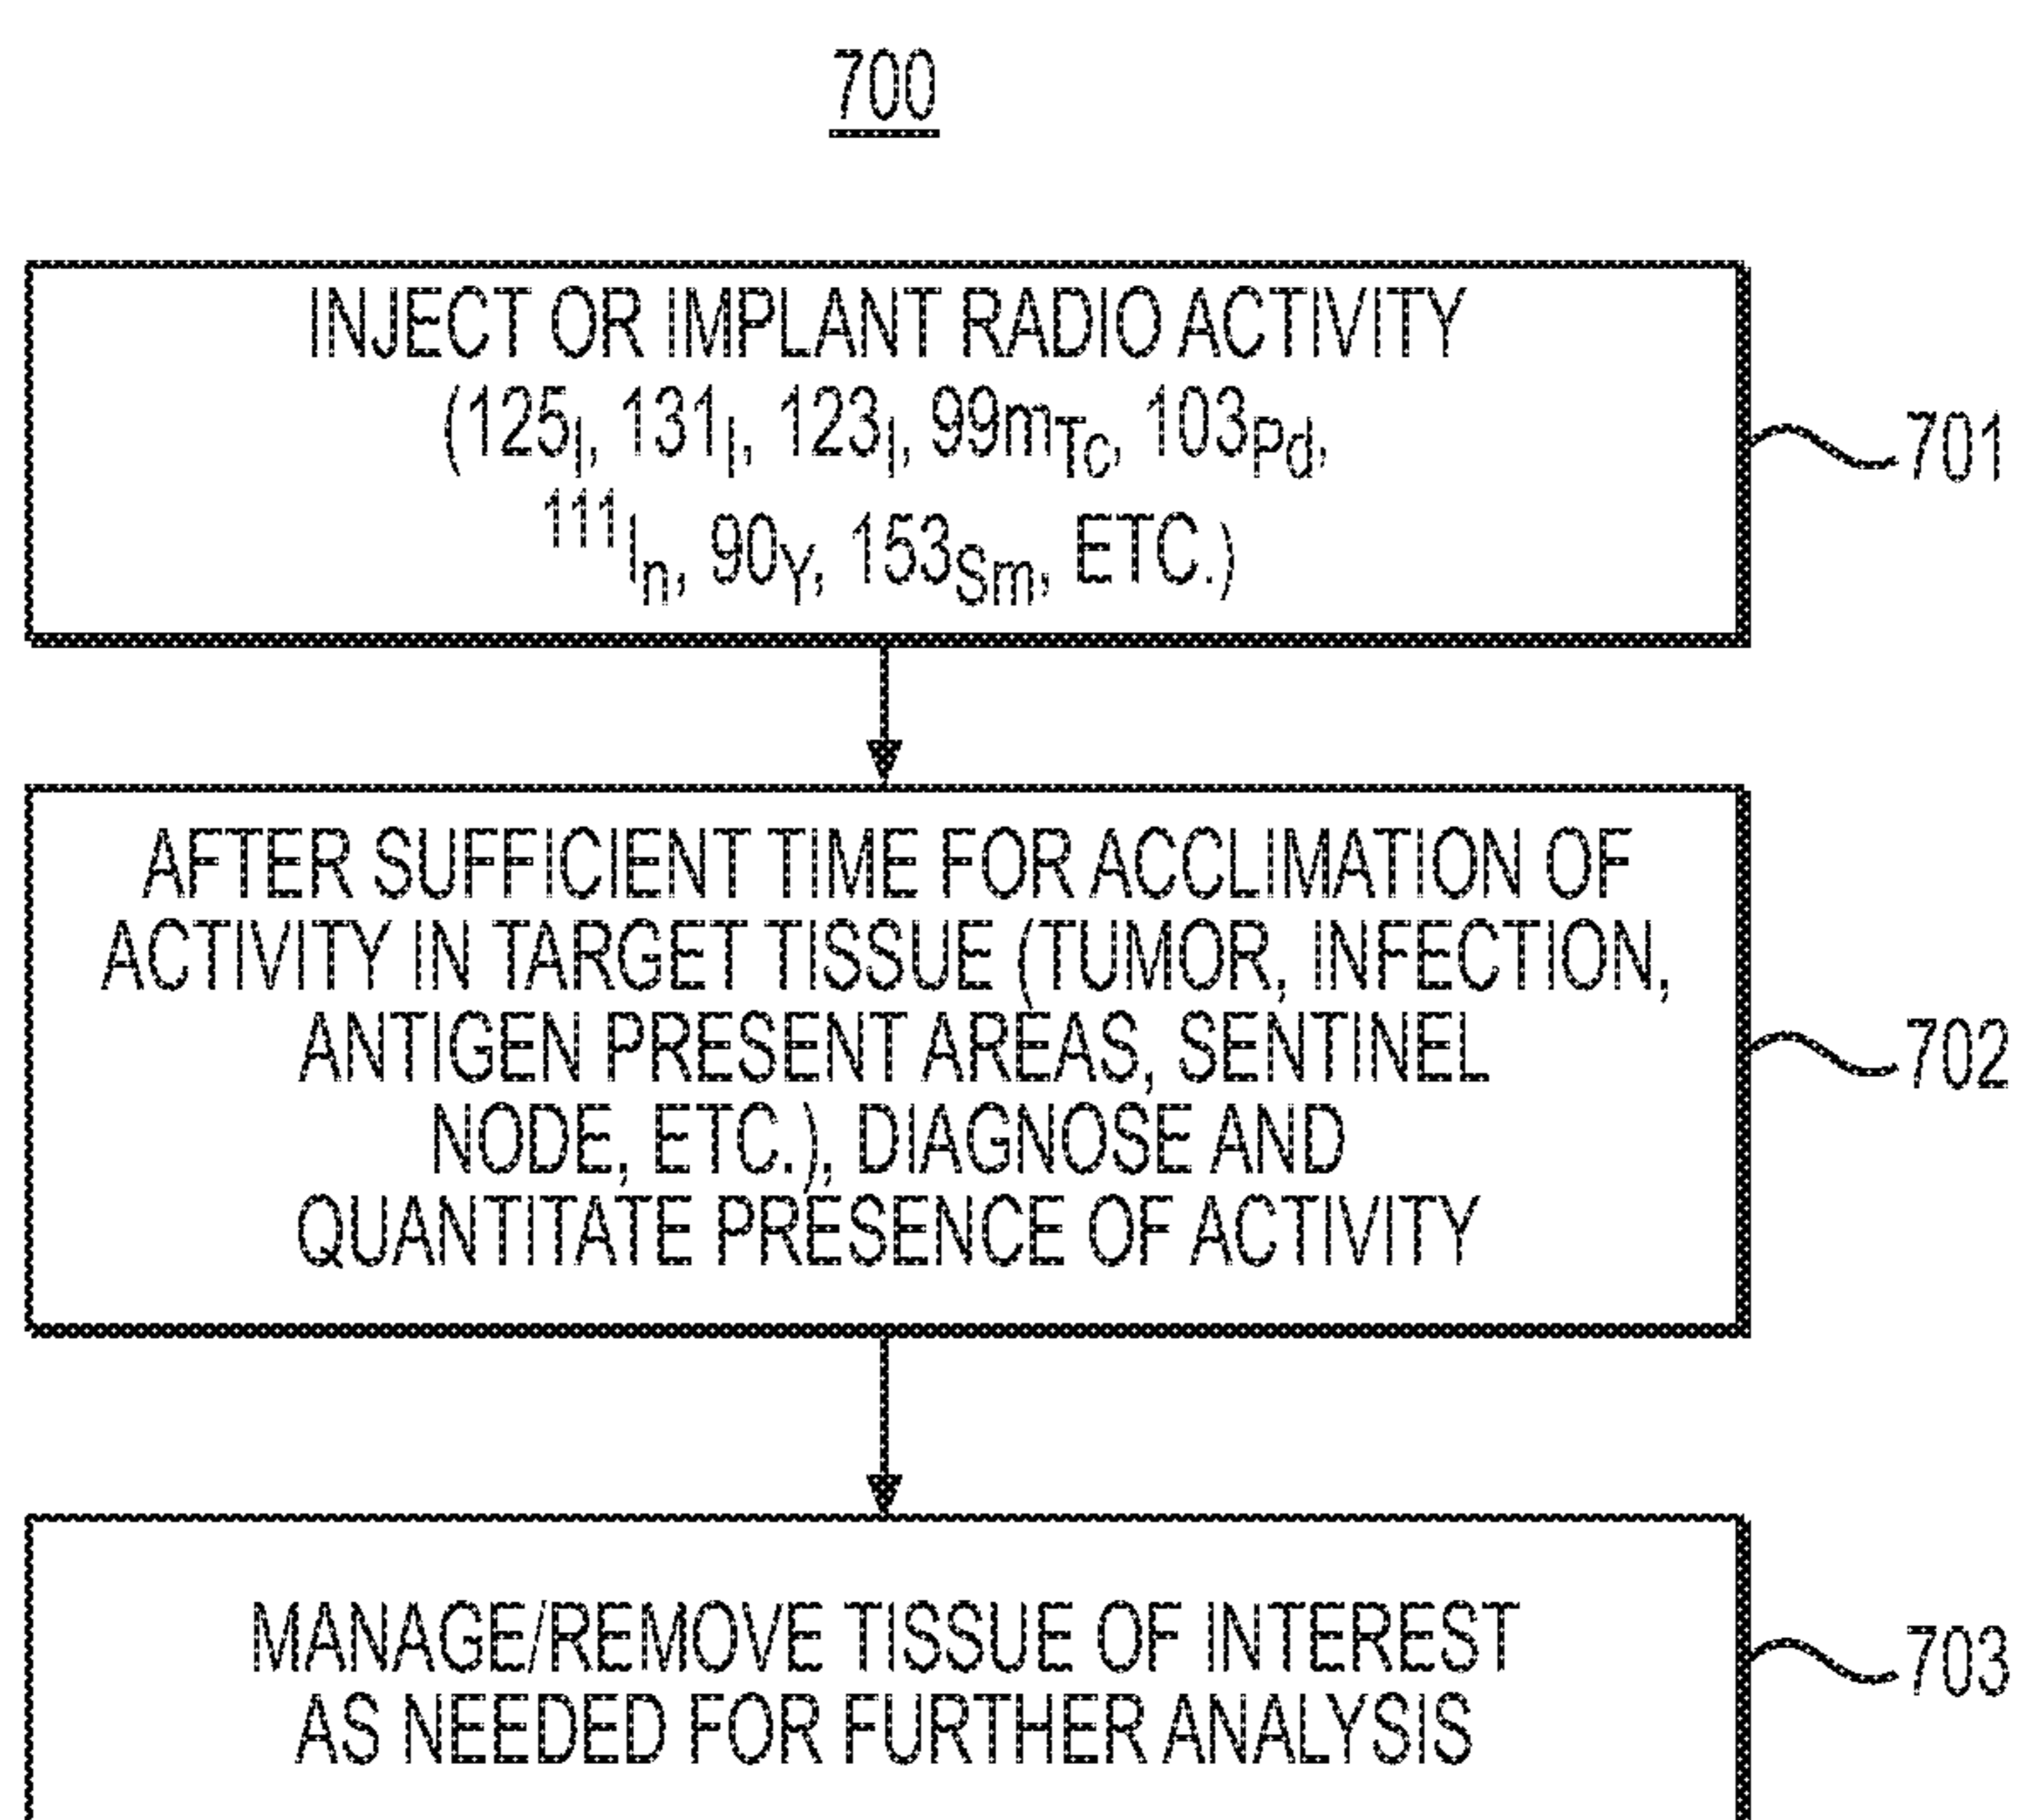 700
INJECT OR IMPLANT RADIO ACTIVITY
(125I, 131I, 123I, 99mTc, 103Pd,
111In, 90Y, 153Sm, ETC.)
701
AFTER SUFFICIENT TIME FOR ACCLIMATION OF
ACTIVITY IN TARGET TISSUE (TUMOR, INFECTION,
ANTIGEN PRESENT AREAS, SENTINEL
NODE, ETC.), DIAGNOSE AND
QUANTITATE PRESENCE OF ACTIVITY
702
MANAGE/REMOVE TISSUE OF INTEREST
AS NEEDED FOR FURTHER ANALYSIS
703